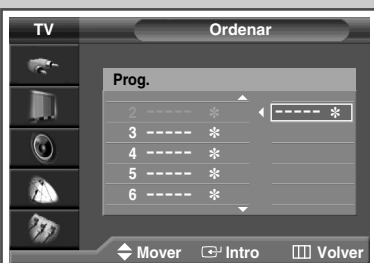 TV Ordenar
Prog.
2 ----- ✻ ----- ✻
3 ----- ✻
4 ----- ✻
5 ----- ✻
6 ----- ✻
Mover Intro Volver